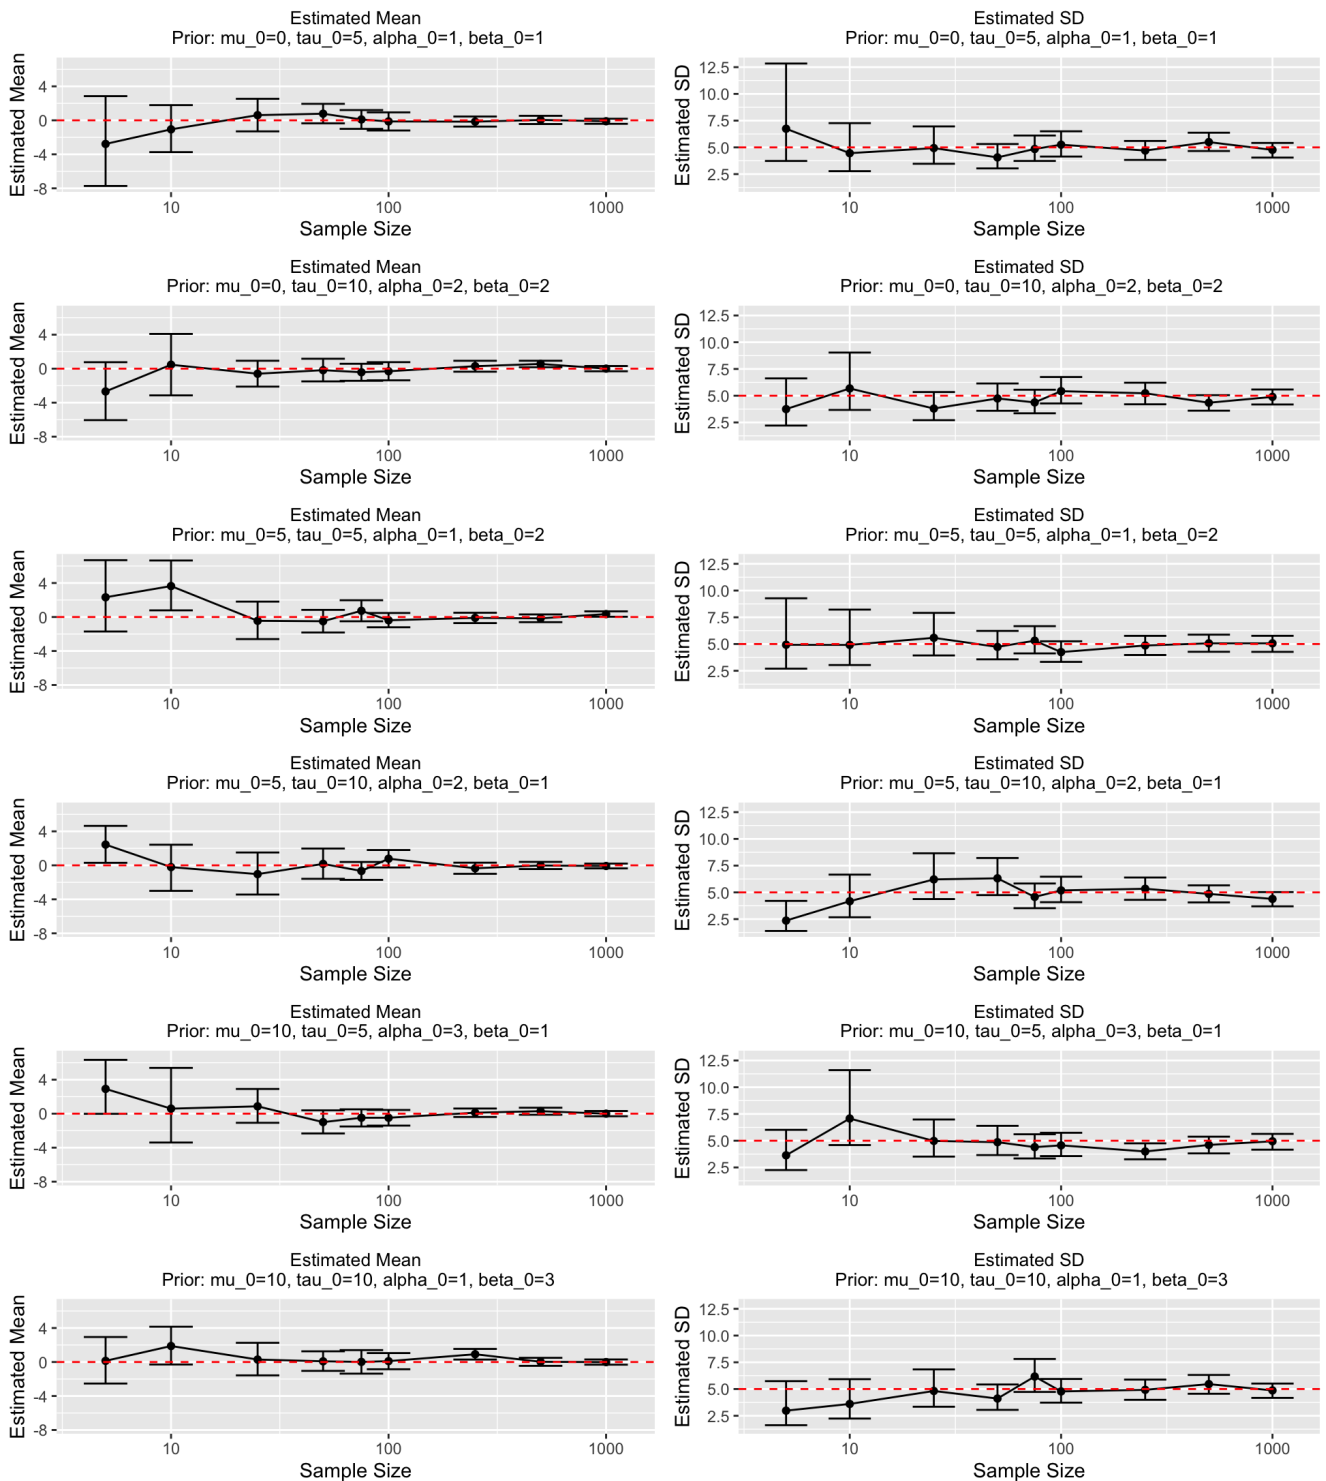 Estimated Mean
Prior: mu_0=0, tau_0=5, alpha_0=1, beta_0=1
Estimated Mean
4
0
-4
-8
10
100
1000
Sample Size
Estimated SD
Prior: mu_0=0, tau_0=5, alpha_0=1, beta_0=1
Estimated SD
12.5
10.0
7.5
5.0
2.5
10
100
1000
Sample Size
Estimated Mean
Prior: mu_0=0, tau_0=10, alpha_0=2, beta_0=2
Estimated Mean
4
0
-4
-8
10
100
1000
Sample Size
Estimated SD
Prior: mu_0=0, tau_0=10, alpha_0=2, beta_0=2
Estimated SD
12.5
10.0
7.5
5.0
2.5
10
100
1000
Sample Size
Estimated Mean
Prior: mu_0=5, tau_0=5, alpha_0=1, beta_0=2
Estimated Mean
4
0
-4
-8
10
100
1000
Sample Size
Estimated SD
Prior: mu_0=5, tau_0=5, alpha_0=1, beta_0=2
Estimated SD
12.5
10.0
7.5
5.0
2.5
10
100
1000
Sample Size
Estimated Mean
Prior: mu_0=5, tau_0=10, alpha_0=2, beta_0=1
Estimated Mean
4
0
-4
-8
10
100
1000
Sample Size
Estimated SD
Prior: mu_0=5, tau_0=10, alpha_0=2, beta_0=1
Estimated SD
12.5
10.0
7.5
5.0
2.5
10
100
1000
Sample Size
Estimated Mean
Prior: mu_0=10, tau_0=5, alpha_0=3, beta_0=1
Estimated Mean
4
0
-4
-8
10
100
1000
Sample Size
Estimated SD
Prior: mu_0=10, tau_0=5, alpha_0=3, beta_0=1
Estimated SD
12.5
10.0
7.5
5.0
2.5
10
100
1000
Sample Size
Estimated Mean
Prior: mu_0=10, tau_0=10, alpha_0=1, beta_0=3
Estimated Mean
4
0
-4
-8
10
100
1000
Sample Size
Estimated SD
Prior: mu_0=10, tau_0=10, alpha_0=1, beta_0=3
Estimated SD
12.5
10.0
7.5
5.0
2.5
10
100
1000
Sample Size